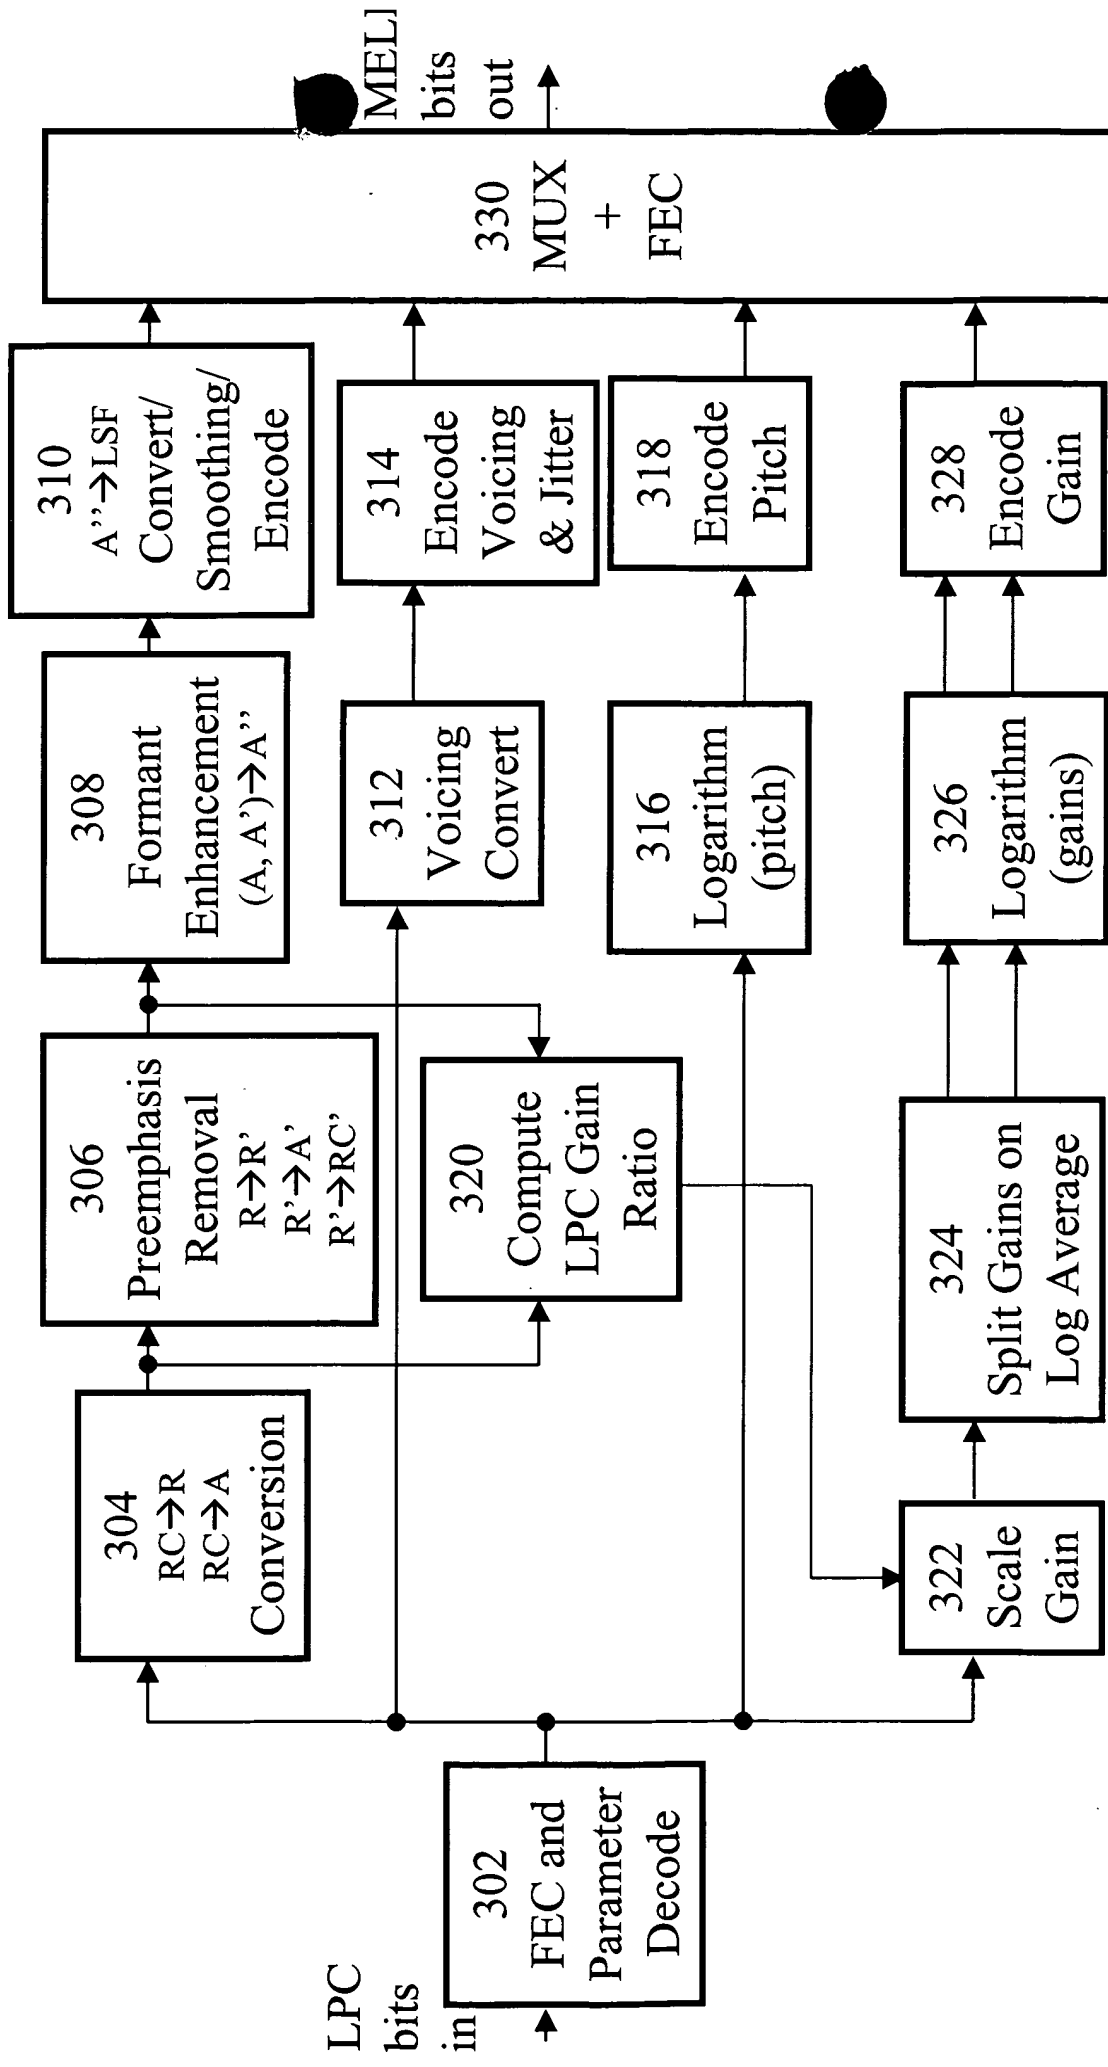 LPC
bits
in
302
FEC and
Parameter
Decode
304
RC→R
RC→A
Conversion
306
Preemphasis
Removal
R→R'
R'→A'
R'→RC'
308
Formant
Enhancement
(A, A')→A''
310
A''→LSF
Convert/
Smoothing/
Encode
312
Voicing
Convert
314
Encode
Voicing
& Jitter
320
Compute
LPC Gain
Ratio
316
Logarithm
(pitch)
318
Encode
Pitch
322
Scale
Gain
324
Split Gains on
Log Average
326
Logarithm
(gains)
328
Encode
Gain
330
MUX
+
FEC
MEL
bits
out